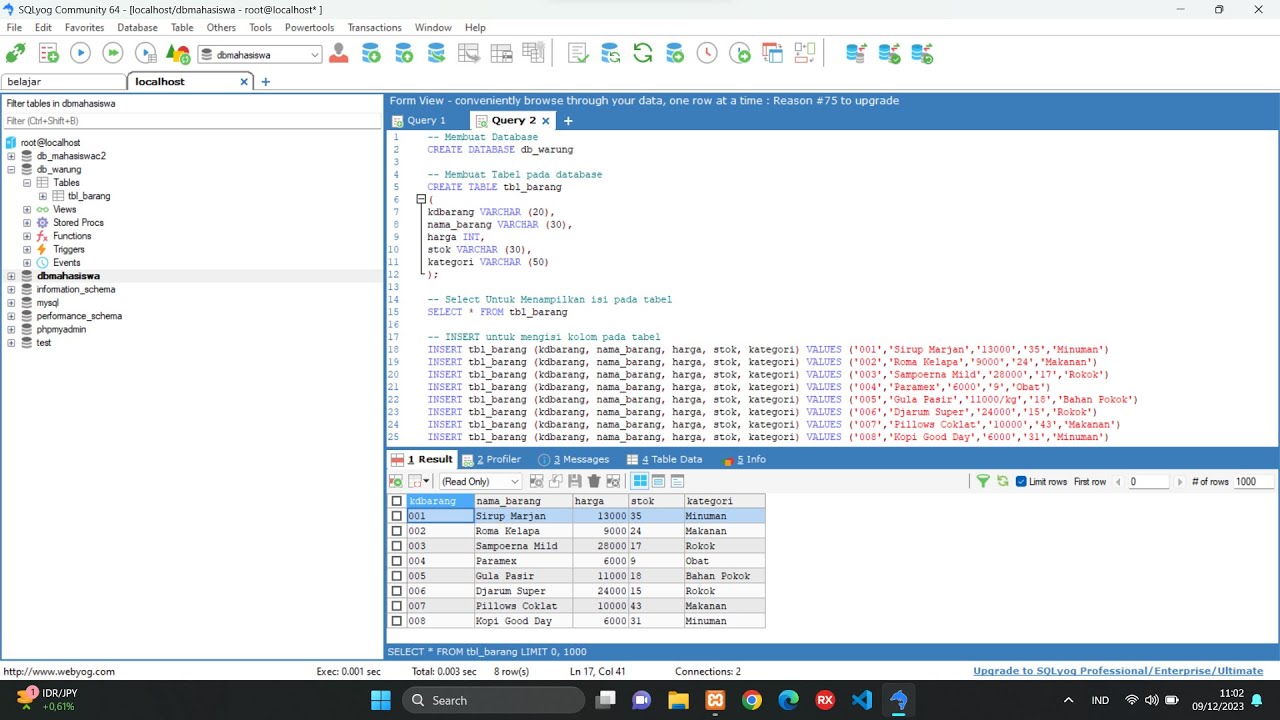 SQLyog Community 64 - [localhost/dbmahasiswa - root@localhost* ]
File Edit Favorites Database Table Others Tools Powertools Transactions Window Help
dbmahasiswa
belajar
localhost
Filter tables in dbmahasiswa
Filter (Ctrl+Shift+B)
root@localhost
db_mahasiswac2
db_warung
Tables
tbl_barang
Views
Stored Procs
Functions
Triggers
Events
dbmahasiswa
information_schema
mysql
performance_schema
phpmyadmin
test
Form View - conveniently browse through your data, one row at a time : Reason #75 to upgrade
Query 1 Query 2
1 -- Membuat Database
2 CREATE DATABASE db_warung
3
4 -- Membuat Tabel pada database
5 CREATE TABLE tbl_barang
6 (
7 kdbarang VARCHAR (20),
8 nama_barang VARCHAR (30),
9 harga INT,
10 stok VARCHAR (30),
11 kategori VARCHAR (50)
12 );
13
14 -- Select Untuk Menampilkan isi pada tabel
15 SELECT * FROM tbl_barang
16
17 -- INSERT untuk mengisi kolom pada tabel
18 INSERT tbl_barang (kdbarang, nama_barang, harga, stok, kategori) VALUES ('001','Sirup Marjan','13000','35','Minuman')
19 INSERT tbl_barang (kdbarang, nama_barang, harga, stok, kategori) VALUES ('002','Roma Kelapa','9000','24','Makanan')
20 INSERT tbl_barang (kdbarang, nama_barang, harga, stok, kategori) VALUES ('003','Sampoerna Mild','28000','17','Rokok')
21 INSERT tbl_barang (kdbarang, nama_barang, harga, stok, kategori) VALUES ('004','Paramex','6000','9','Obat')
22 INSERT tbl_barang (kdbarang, nama_barang, harga, stok, kategori) VALUES ('005','Gula Pasir','11000/kg','18','Bahan Pokok')
23 INSERT tbl_barang (kdbarang, nama_barang, harga, stok, kategori) VALUES ('006','Djarum Super','24000','15','Rokok')
24 INSERT tbl_barang (kdbarang, nama_barang, harga, stok, kategori) VALUES ('007','Pillows Coklat','10000','43','Makanan')
25 INSERT tbl_barang (kdbarang, nama_barang, harga, stok, kategori) VALUES ('008','Kopi Good Day','6000','31','Minuman')
1 Result 2 Profiler 3 Messages 4 Table Data 5 Info
(Read Only) Limit rows First row 0 # of rows 1000
kdbarang nama_barang harga stok kategori
001 Sirup Marjan 13000 35 Minuman
002 Roma Kelapa 9000 24 Makanan
003 Sampoerna Mild 28000 17 Rokok
004 Paramex 6000 9 Obat
005 Gula Pasir 11000 18 Bahan Pokok
006 Djarum Super 24000 15 Rokok
007 Pillows Coklat 10000 43 Makanan
008 Kopi Good Day 6000 31 Minuman
SELECT * FROM tbl_barang LIMIT 0, 1000
http://www.webyog.com Exec: 0.001 sec Total: 0.003 sec 8 row(s) Ln 17, Col 41 Connections: 2 Upgrade to SQLyog Professional/Enterprise/Ultimate
1 IDR/JPY
+0,61%
Search
RX
IND
11:02
09/12/2023